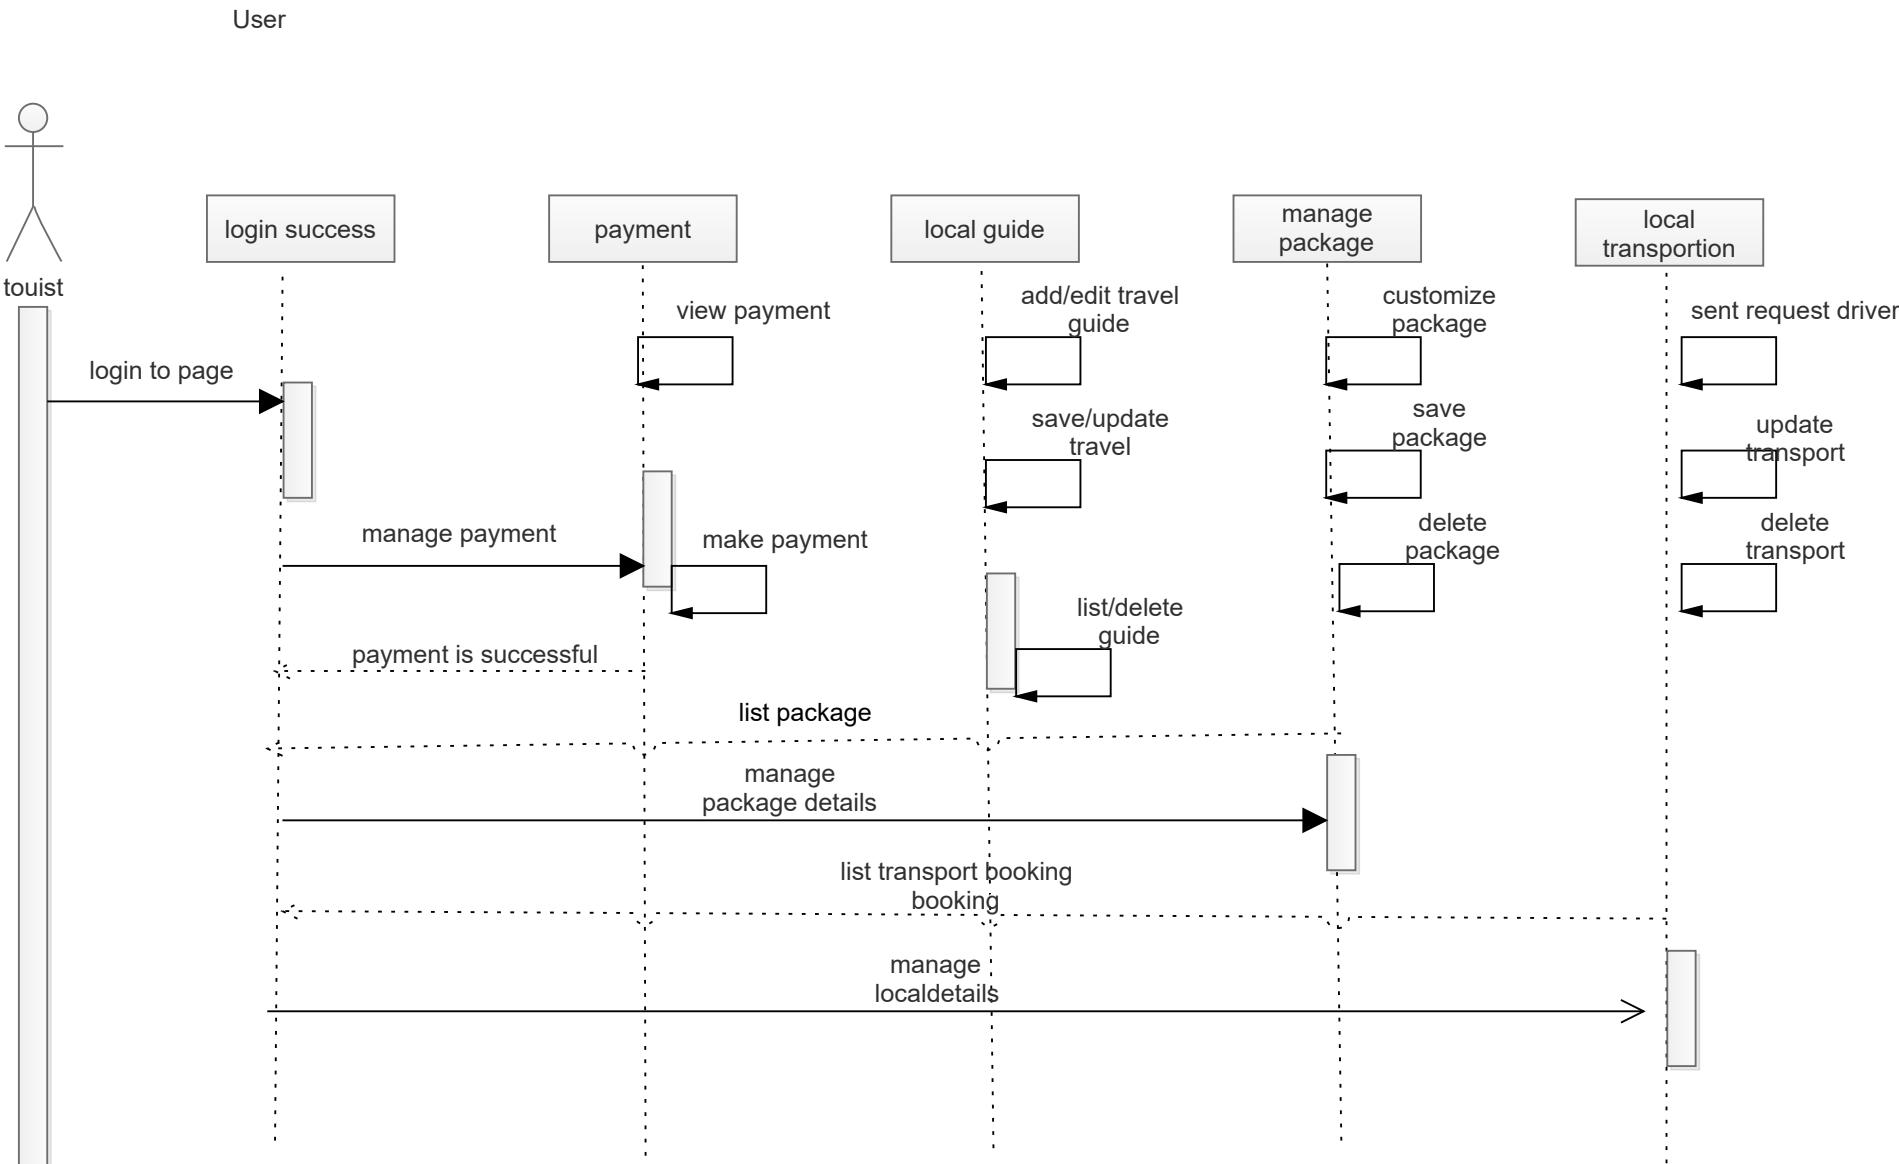 User
touist
login success
payment
local guide
manage
package
local
transportion
view payment
add/edit travel
guide
customize
package
sent request driver
login to page
save/update
travel
save
package
update
transport
manage payment
make payment
delete
package
delete
transport
list/delete
guide
payment is successful
list package
manage
package details
list transport booking
booking
manage
localdetails